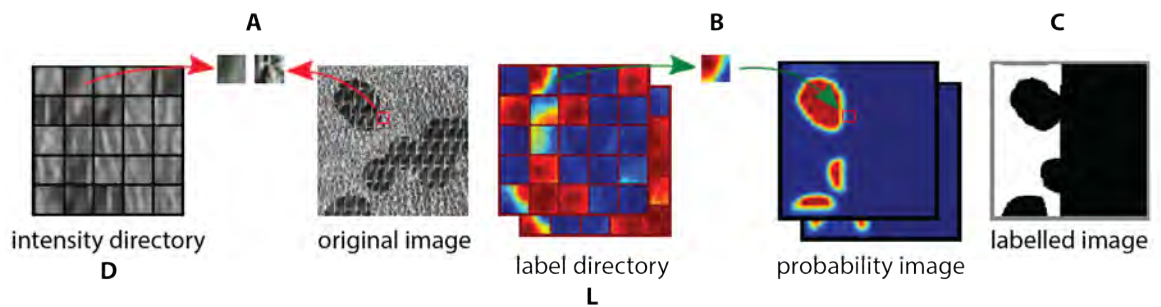 A
B
C
intensity directory
D
original image
label directory
L
probability image
labelled image